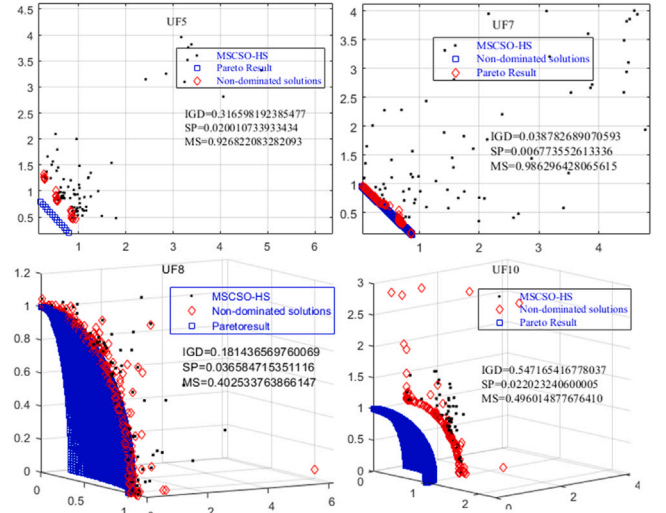 UF5
MSCSO-HS
Pareto Result
Non-dominated solutions
IGD=0.316598192385477
SP=0.020010733933434
MS=0.926822083282093
4.5
4
3.5
3
2.5
2
1.5
1
0.5
1
2
3
4
5
6
UF7
MSCSO-HS
Non-dominated solutions
Pareto Result
IGD=0.038782689070593
SP=0.006773552613336
MS=0.986296428065615
4
3.5
3
2.5
2
1.5
1
0.5
1
2
3
4
UF8
MSCSO-HS
Non-dominated solutions
Paretoresult
IGD=0.181436569760069
SP=0.036584715351116
MS=0.402533763866147
1.2
1
0.8
0.6
0.4
0.2
0
0
0.5
1
0
2
4
6
UF10
MSCSO-HS
Non-dominated solutions
Pareto Result
IGD=0.547165416778037
SP=0.022023240600005
MS=0.496014877676410
3
2.5
2
1.5
1
0.5
0
0
1
2
0
2
4